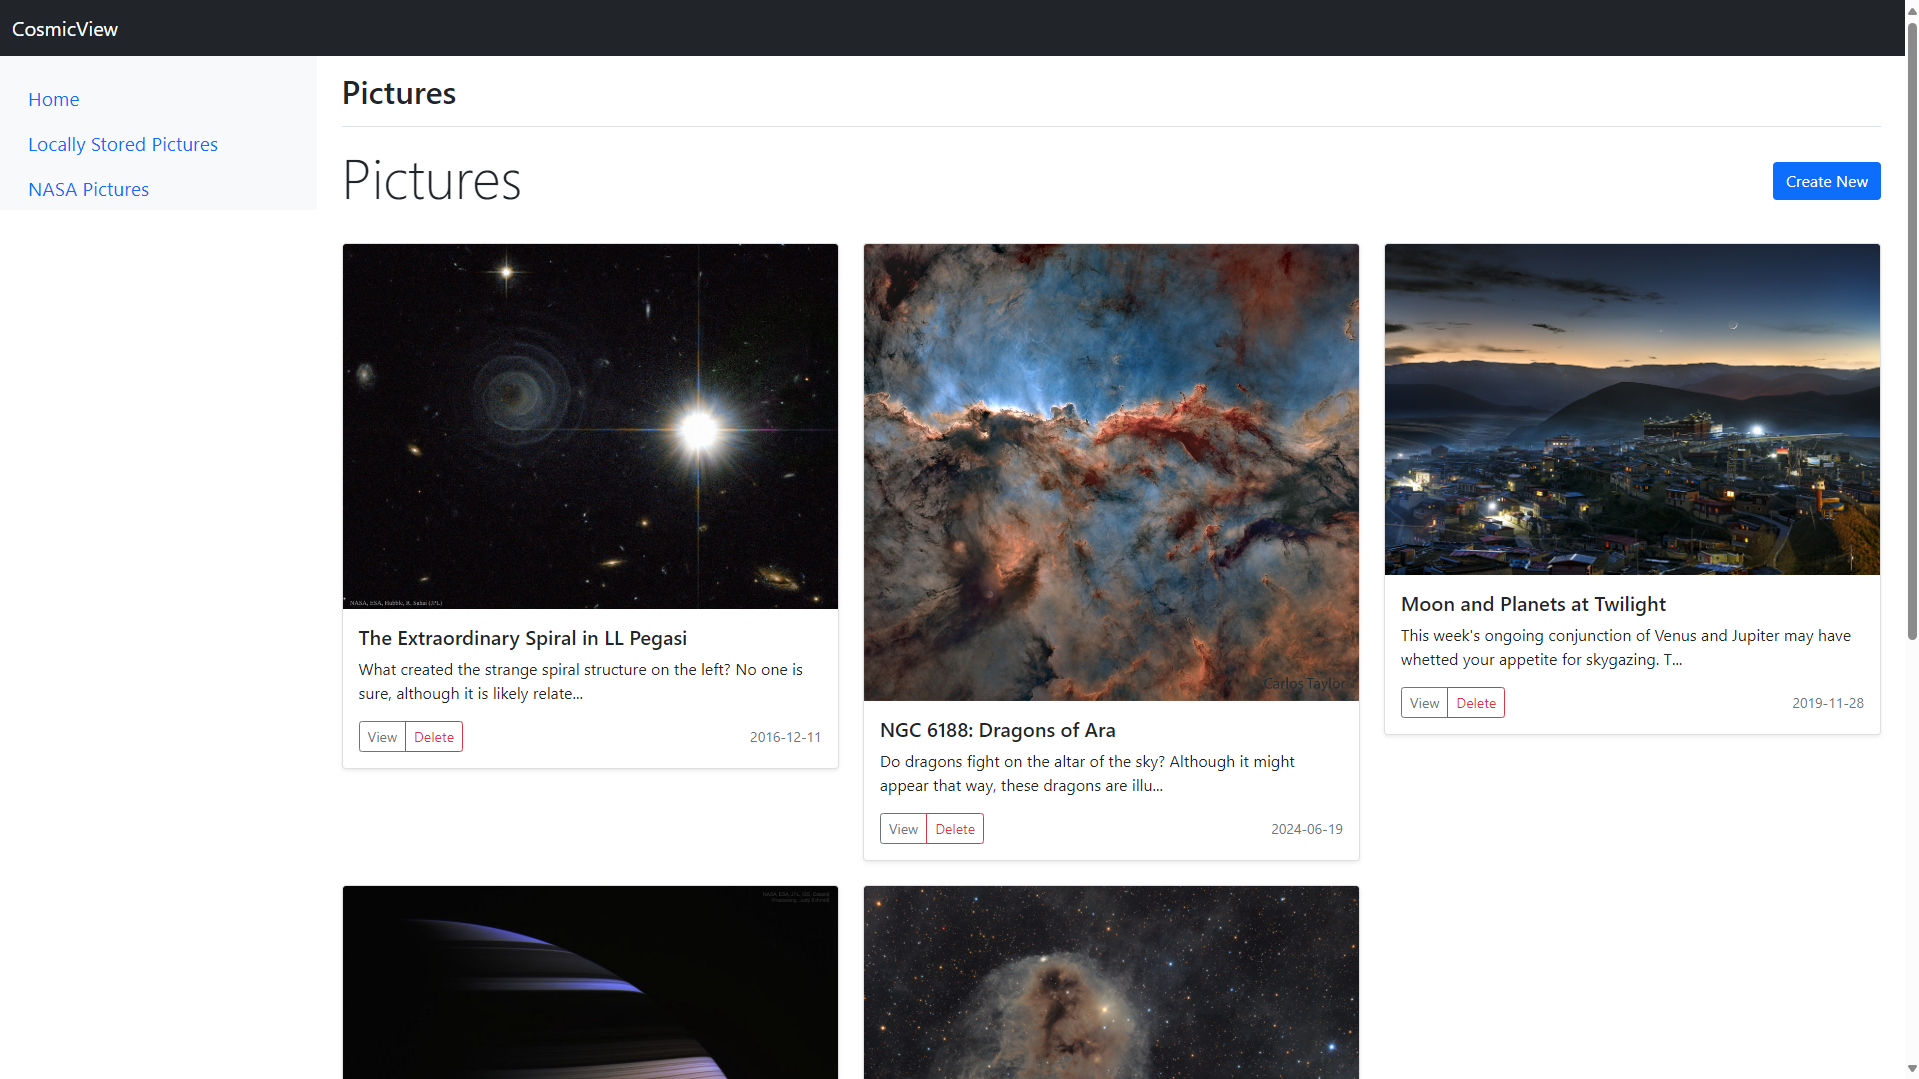 CosmicView
Home
Locally Stored Pictures
NASA Pictures
Pictures
Pictures
Create New
NASA, ESA, Hubble, R. Sahai (JPL)
The Extraordinary Spiral in LL Pegasi
What created the strange spiral structure on the left? No one is
sure, although it is likely relate...
View
Delete
2016-12-11
Carlos Taylor
NGC 6188: Dragons of Ara
Do dragons fight on the altar of the sky? Although it might
appear that way, these dragons are illu...
View
Delete
2024-06-19
Moon and Planets at Twilight
This week's ongoing conjunction of Venus and Jupiter may have
whetted your appetite for skygazing. T...
View
Delete
2019-11-28